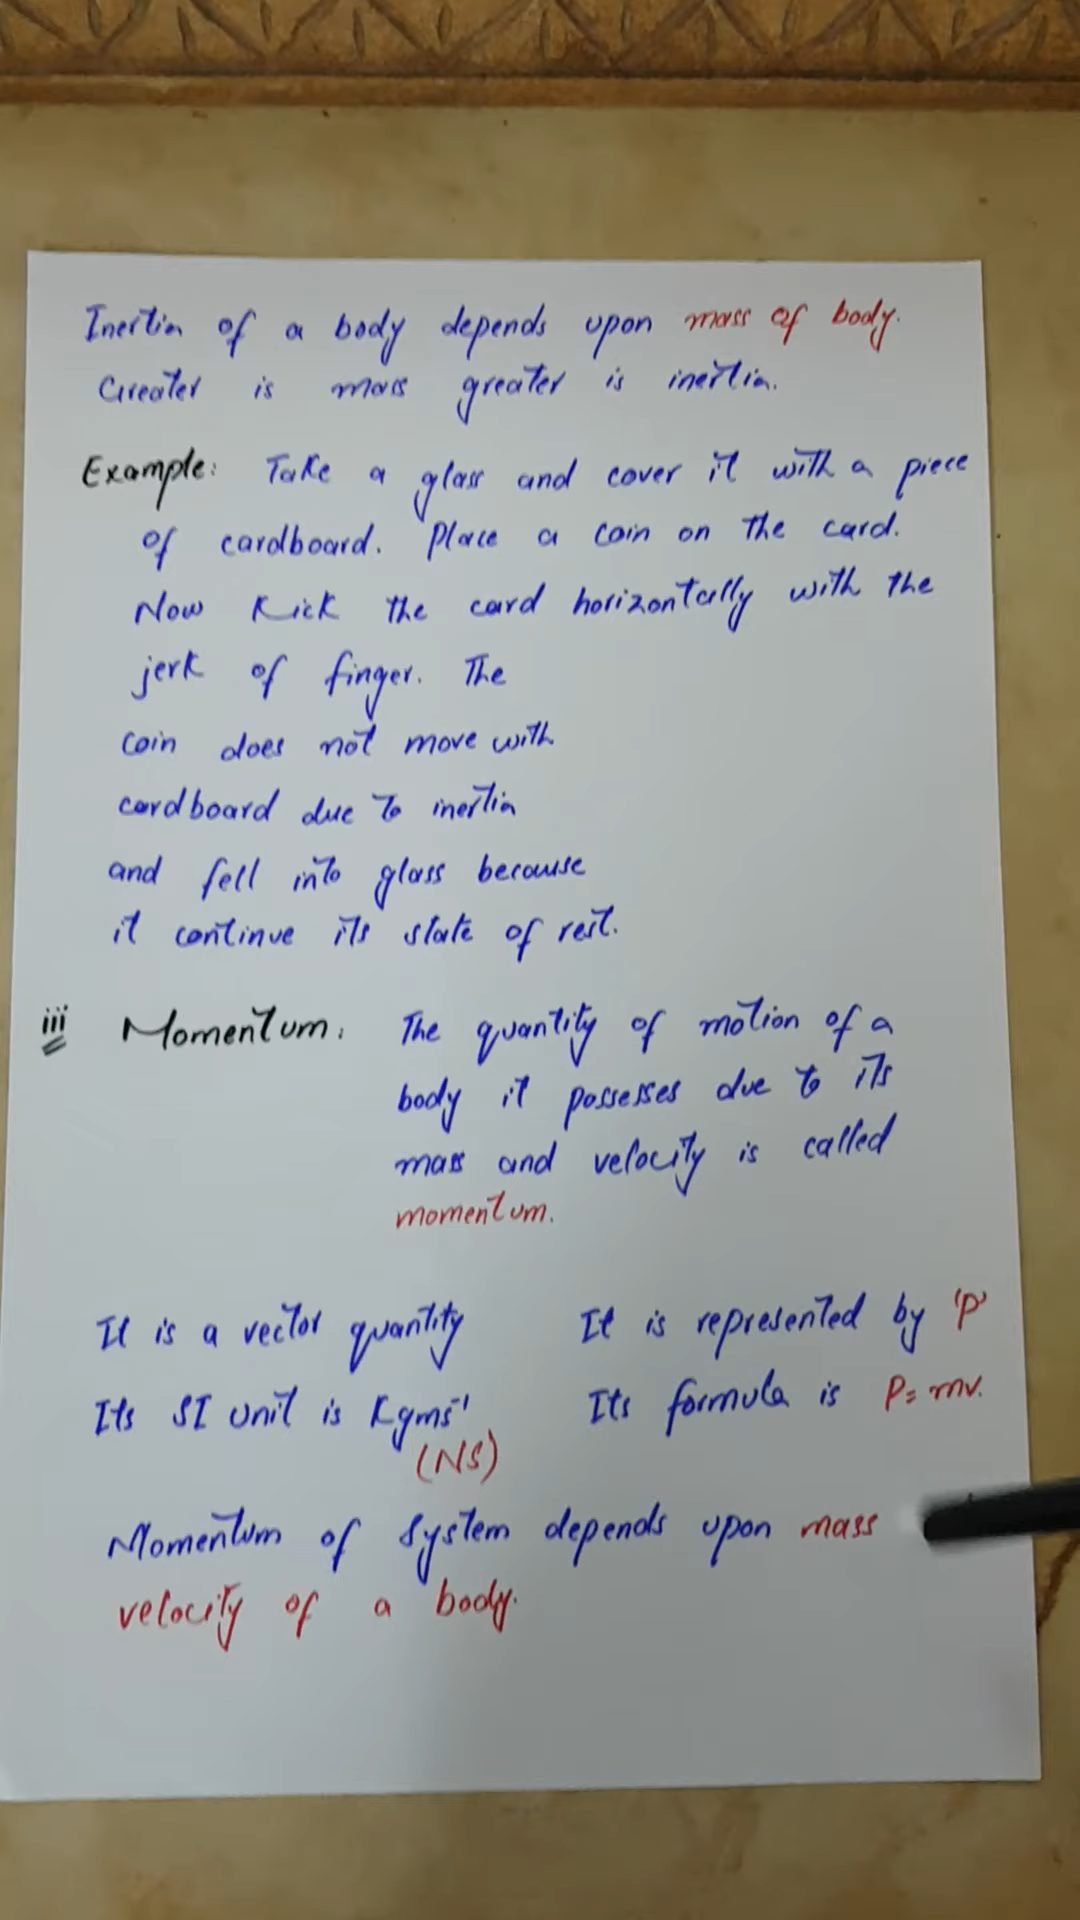 Inertia of a body depends upon mass of body.
Greater is mass greater is inertia.
Example: Take a glass and cover it with a piece
of cardboard. Place a coin on the card.
Now Kick the card horizontally with the
jerk of finger. The
coin does not move with
cardboard due to inertia
and fell into glass because
it continue its state of rest.
iii Momentum: The quantity of motion of a
body it possesses due to its
mass and velocity is called
momentum.
It is a vector quantity It is represented by 'P'
Its SI unit is Kgms⁻¹ Its formula is P=mv.
(NS)
Momentum of System depends upon mass
velocity of a body.